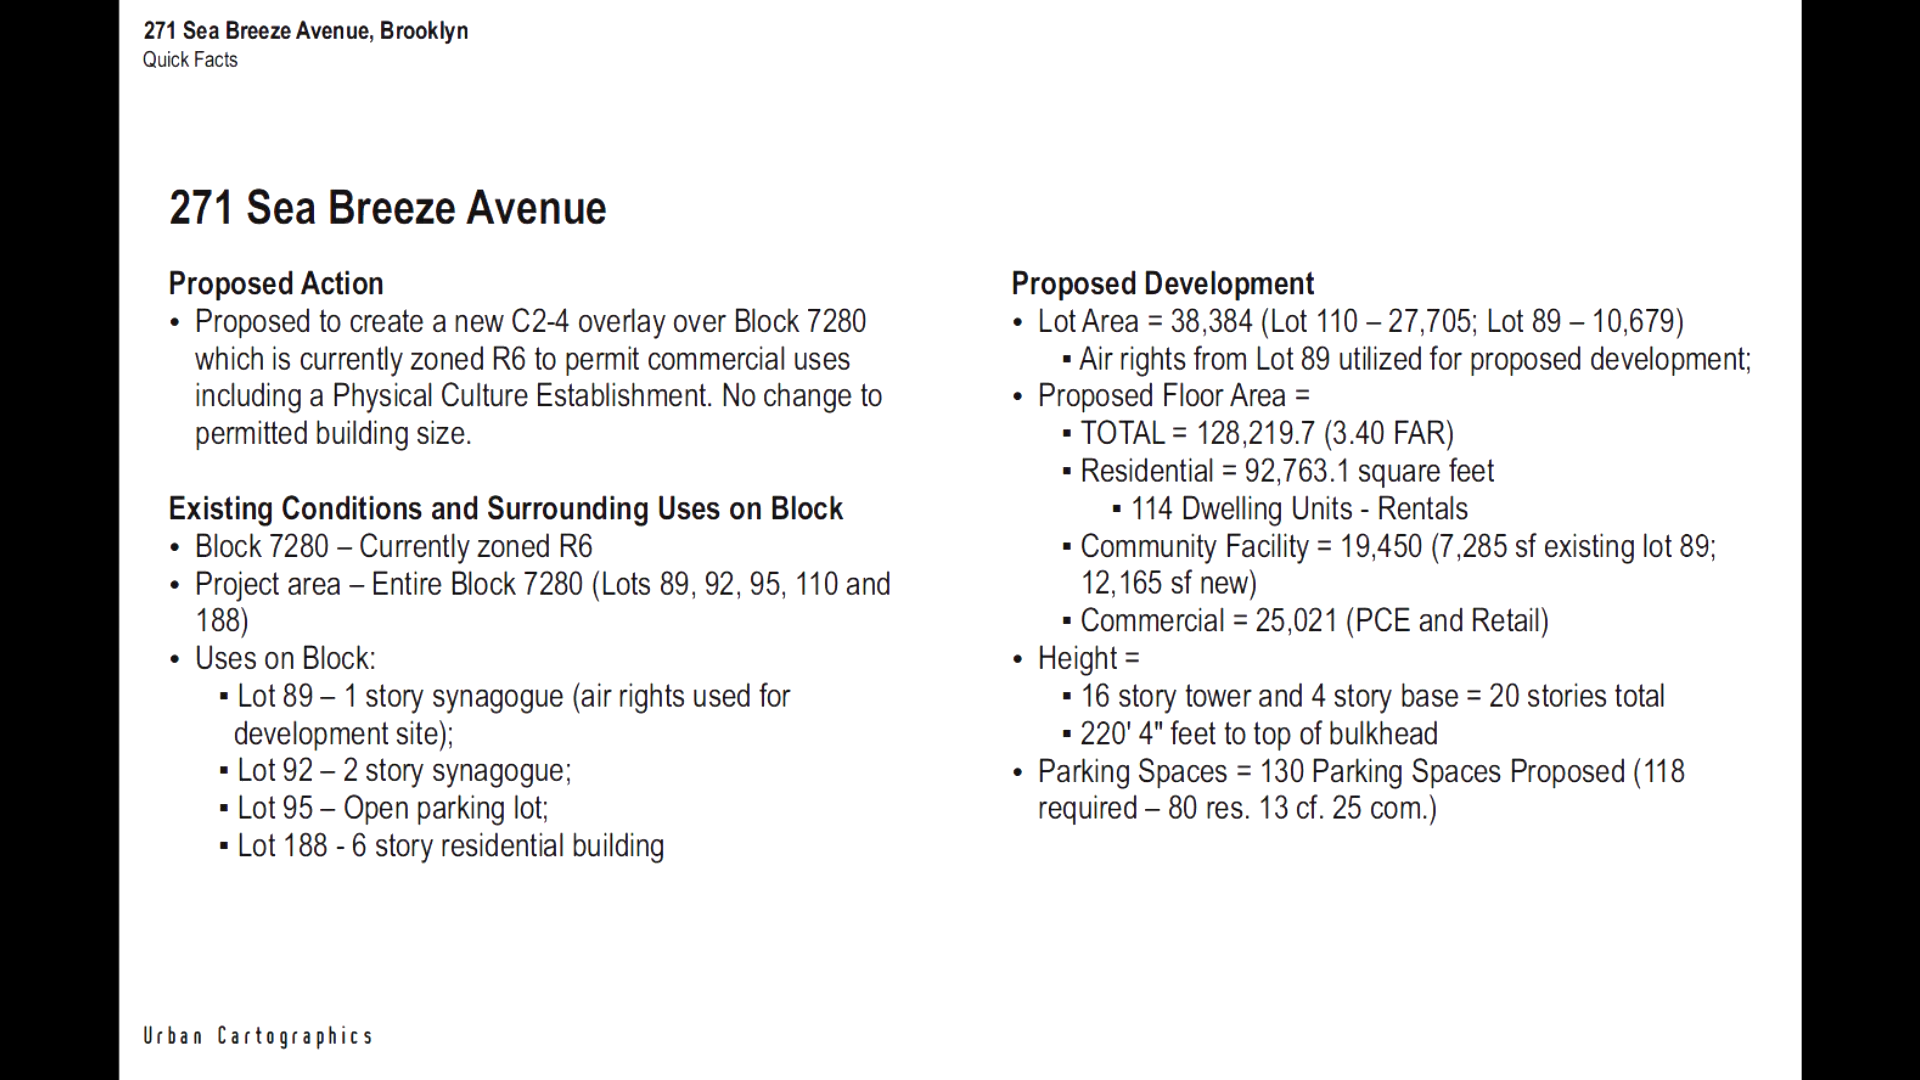 271 Sea Breeze Avenue, Brooklyn
Quick Facts
271 Sea Breeze Avenue
Proposed Action
• Proposed to create a new C2-4 overlay over Block 7280
which is currently zoned R6 to permit commercial uses
including a Physical Culture Establishment. No change to
permitted building size.
Existing Conditions and Surrounding Uses on Block
• Block 7280 – Currently zoned R6
• Project area – Entire Block 7280 (Lots 89, 92, 95, 110 and
188)
• Uses on Block:
▪ Lot 89 – 1 story synagogue (air rights used for
development site);
▪ Lot 92 – 2 story synagogue;
▪ Lot 95 – Open parking lot;
▪ Lot 188 - 6 story residential building
Proposed Development
• Lot Area = 38,384 (Lot 110 – 27,705; Lot 89 – 10,679)
▪ Air rights from Lot 89 utilized for proposed development;
• Proposed Floor Area =
▪ TOTAL = 128,219.7 (3.40 FAR)
▪ Residential = 92,763.1 square feet
▪ 114 Dwelling Units - Rentals
▪ Community Facility = 19,450 (7,285 sf existing lot 89;
12,165 sf new)
▪ Commercial = 25,021 (PCE and Retail)
• Height =
▪ 16 story tower and 4 story base = 20 stories total
▪ 220' 4" feet to top of bulkhead
• Parking Spaces = 130 Parking Spaces Proposed (118
required – 80 res. 13 cf. 25 com.)
Urban Cartographics